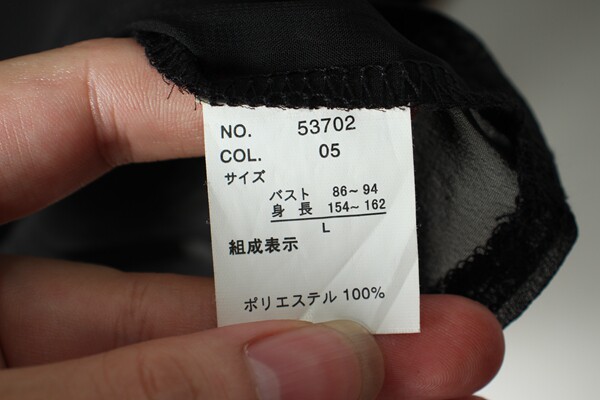 NO. 53702
COL. 05
サイズ
バスト 86～94
身長 154～162
L
組成表示
ポリエステル 100%